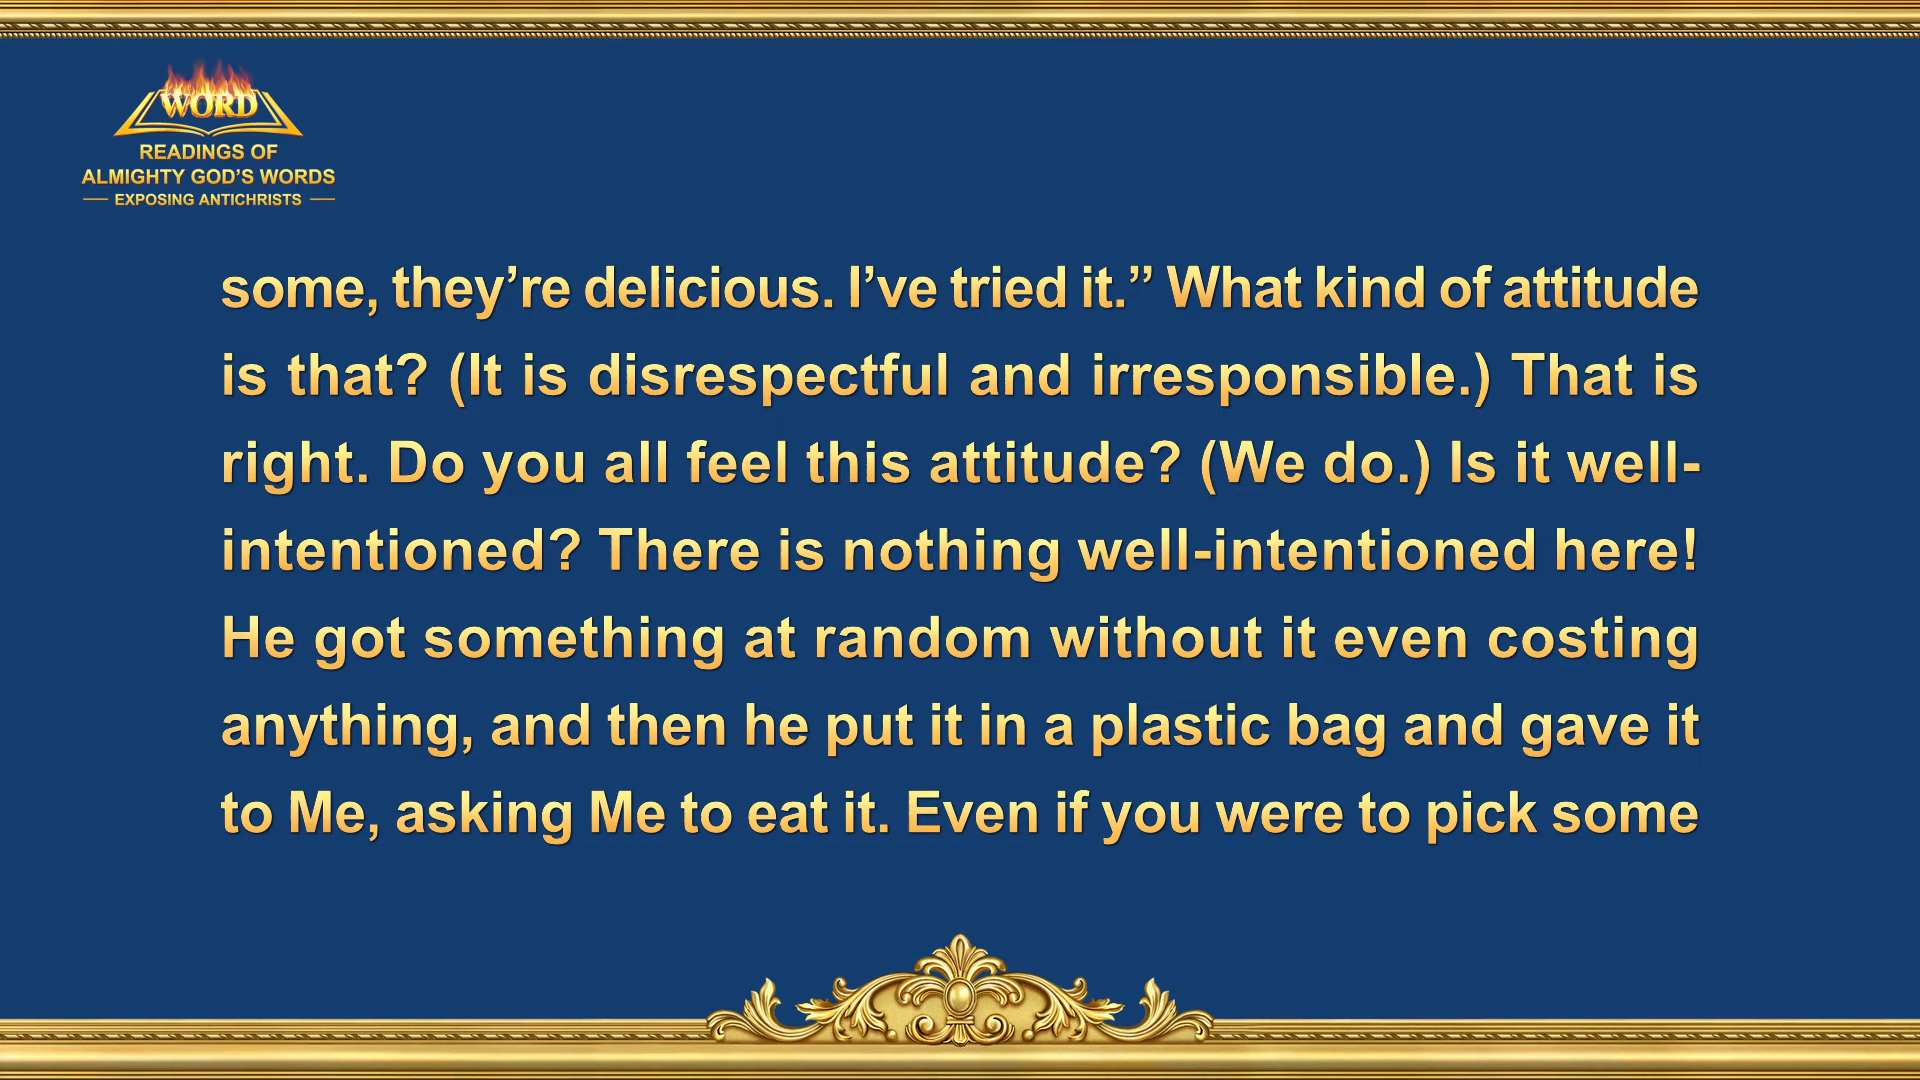 WORD
READINGS OF
ALMIGHTY GOD’S WORDS
EXPOSING ANTICHRISTS
some, they’re delicious. I’ve tried it.” What kind of attitude
is that? (It is disrespectful and irresponsible.) That is
right. Do you all feel this attitude? (We do.) Is it well-
intentioned? There is nothing well-intentioned here!
He got something at random without it even costing
anything, and then he put it in a plastic bag and gave it
to Me, asking Me to eat it. Even if you were to pick some